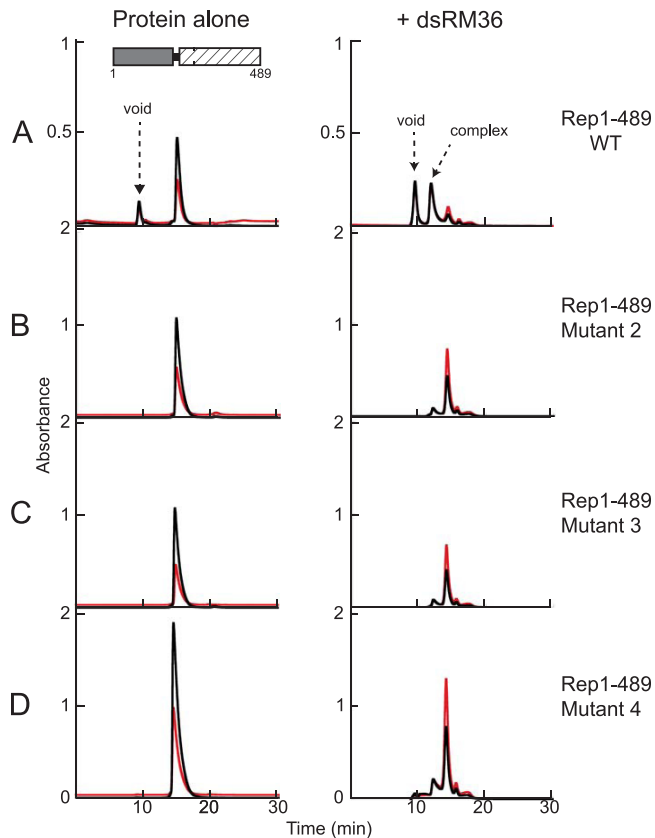 Protein alone
+ dsRM36
1
1 489
void
A
0.5
2
1
0.5
void
complex
2
Rep1-489
WT
B
1
2
1
2
Rep1-489
Mutant 2
Absorbance
C
1
2
1
2
Rep1-489
Mutant 3
D
1
0
10 20 30
1
0
10 20 30
Rep1-489
Mutant 4
Time (min)